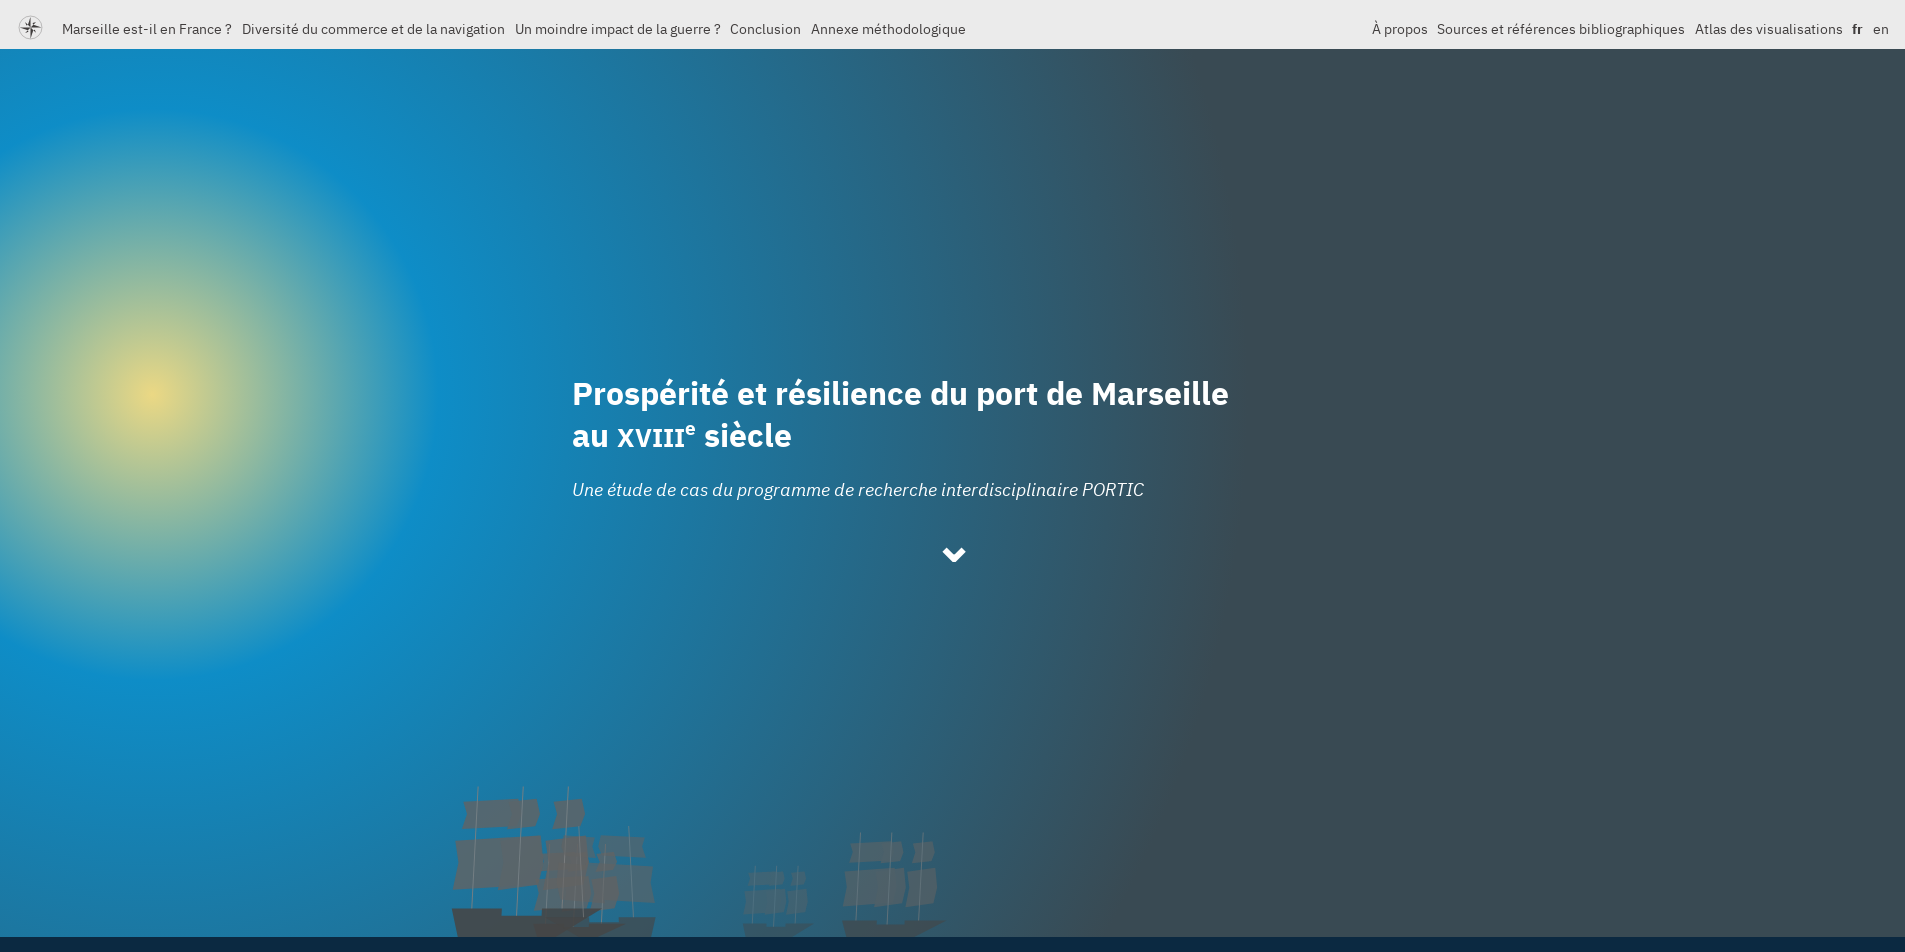 Marseille est-il en France ? Diversité du commerce et de la navigation Un moindre impact de la guerre ? Conclusion Annexe méthodologique À propos Sources et références bibliographiques Atlas des visualisations fr en
Prospérité et résilience du port de Marseille
au XVIIIe siècle
Une étude de cas du programme de recherche interdisciplinaire PORTIC